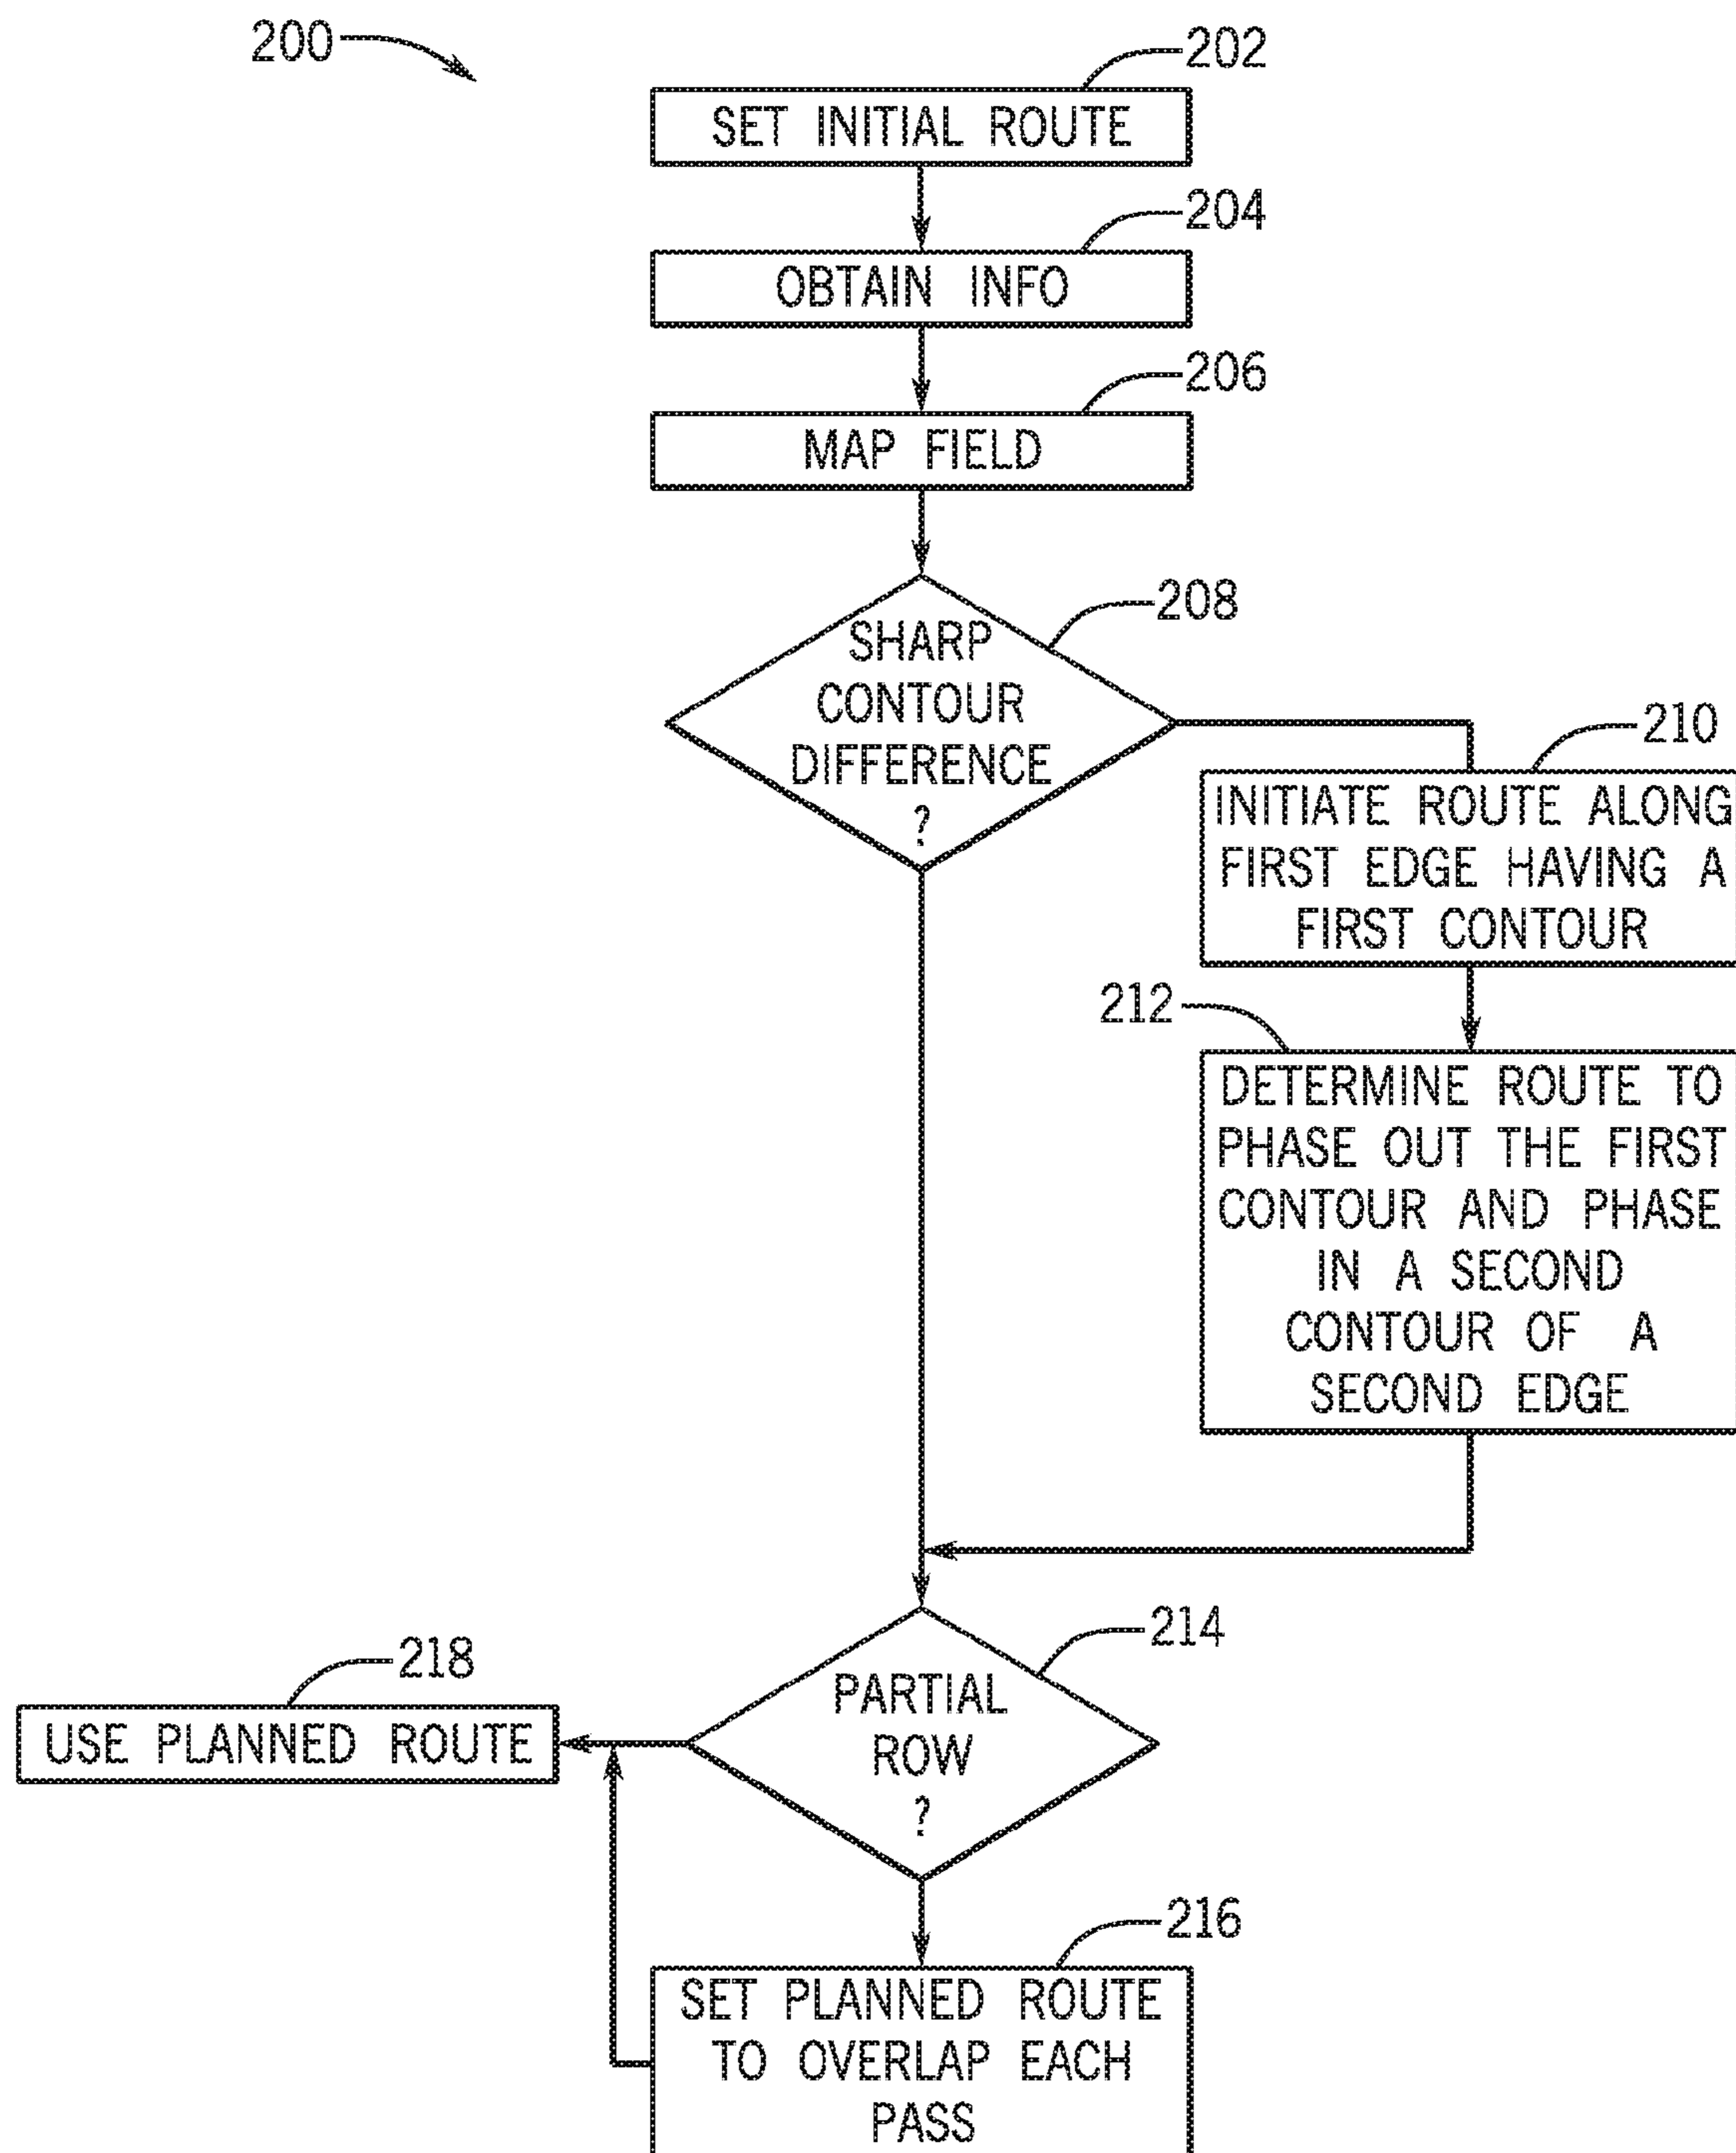 200
202
SET INITIAL ROUTE
204
OBTAIN INFO
206
MAP FIELD
208
SHARP
CONTOUR
DIFFERENCE
?
210
INITIATE ROUTE ALONG
FIRST EDGE HAVING A
FIRST CONTOUR
212
DETERMINE ROUTE TO
PHASE OUT THE FIRST
CONTOUR AND PHASE
IN A SECOND
CONTOUR OF A
SECOND EDGE
214
PARTIAL
ROW
?
218
USE PLANNED ROUTE
216
SET PLANNED ROUTE
TO OVERLAP EACH
PASS